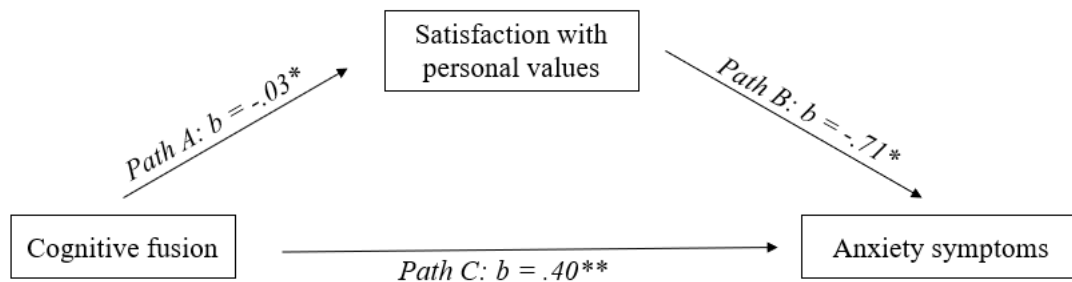 Satisfaction with
personal values
Path A: b = -.03*
Path B: b = -.71*
Cognitive fusion
Anxiety symptoms
Path C: b = .40**